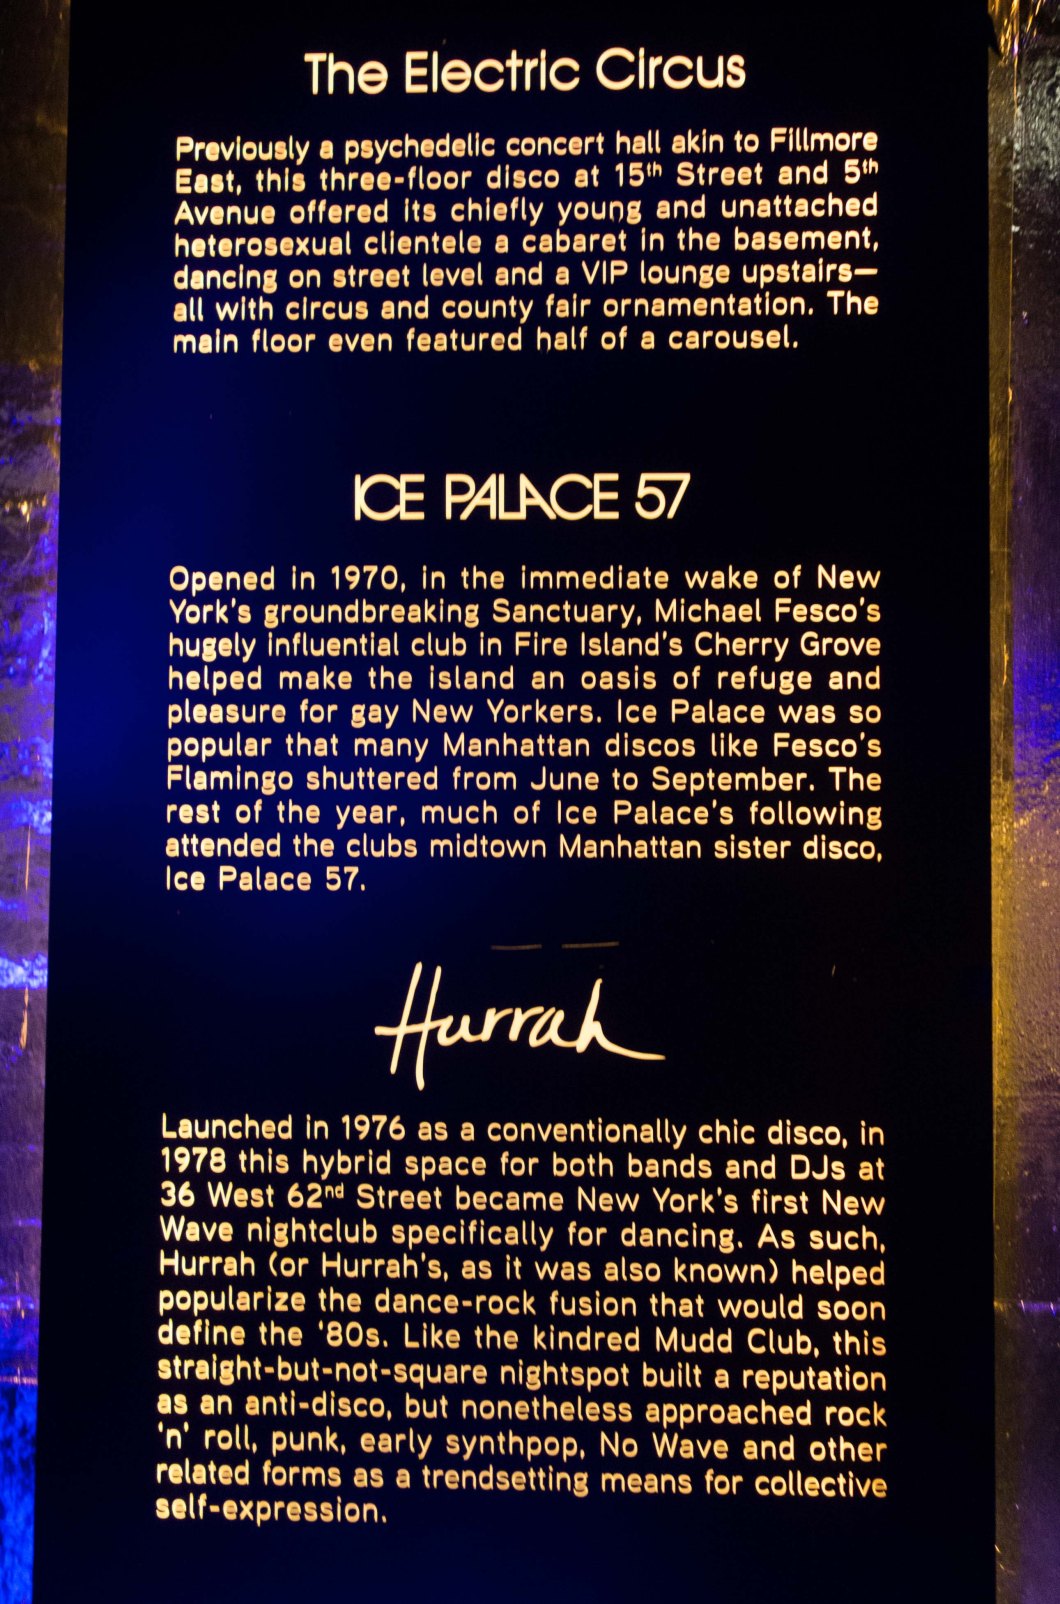 The Electric Circus
Previously a psychedelic concert hall akin to Fillmore
East, this three-floor disco at 15th Street and 5th
Avenue offered its chiefly young and unattached
heterosexual clientele a cabaret in the basement,
dancing on street level and a VIP lounge upstairs—
all with circus and county fair ornamentation. The
main floor even featured half of a carousel.
ICE PALACE 57
Opened in 1970, in the immediate wake of New
York's groundbreaking Sanctuary, Michael Fesco's
hugely influential club in Fire Island's Cherry Grove
helped make the island an oasis of refuge and
pleasure for gay New Yorkers. Ice Palace was so
popular that many Manhattan discos like Fesco's
Flamingo shuttered from June to September. The
rest of the year, much of Ice Palace's following
attended the clubs midtown Manhattan sister disco,
Ice Palace 57.
Hurrah
Launched in 1976 as a conventionally chic disco, in
1978 this hybrid space for both bands and DJs at
36 West 62nd Street became New York's first New
Wave nightclub specifically for dancing. As such,
Hurrah (or Hurrah's, as it was also known) helped
popularize the dance-rock fusion that would soon
define the '80s. Like the kindred Mudd Club, this
straight-but-not-square nightspot built a reputation
as an anti-disco, but nonetheless approached rock
'n' roll, punk, early synthpop, No Wave and other
related forms as a trendsetting means for collective
self-expression.